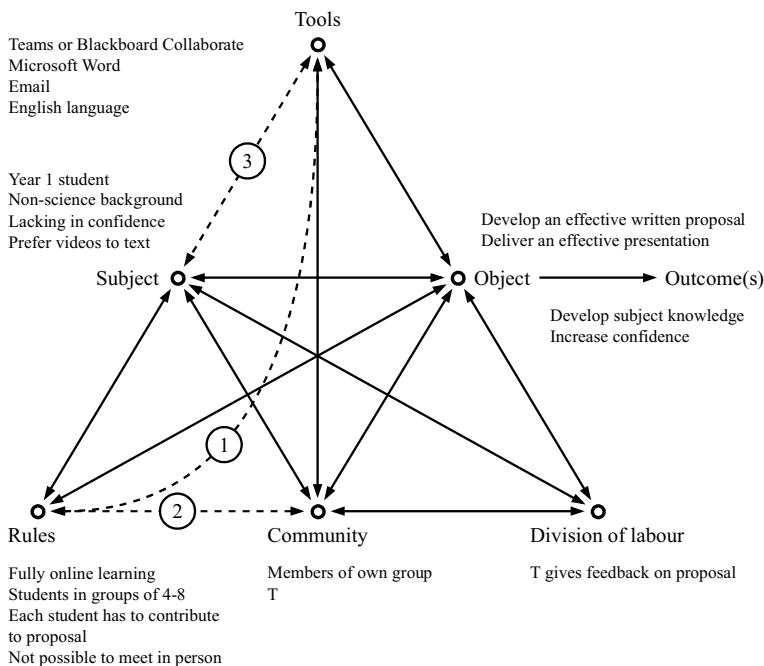 Tools
Teams or Blackboard Collaborate
Microsoft Word
Email
English language
3
Year 1 student
Non-science background
Lacking in confidence
Prefer videos to text
Develop an effective written proposal
Deliver an effective presentation
Subject
Object
Outcome(s)
Develop subject knowledge
Increase confidence
1
2
Rules
Community
Division of labour
Fully online learning
Students in groups of 4-8
Each student has to contribute
to proposal
Not possible to meet in person
Members of own group
T
T gives feedback on proposal